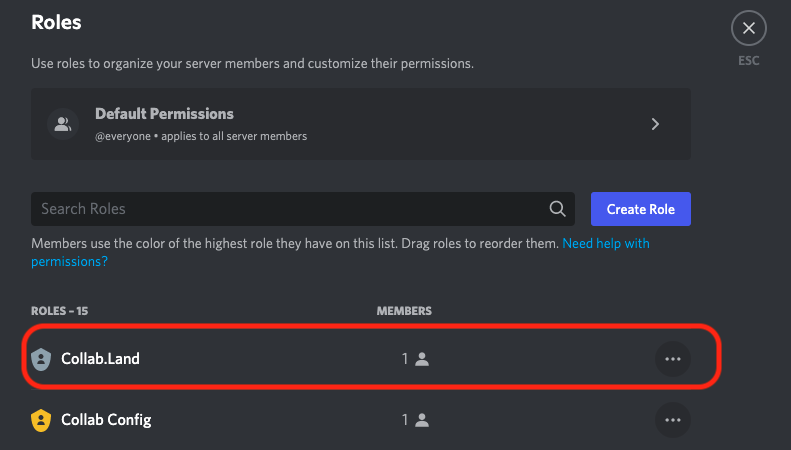 Roles
ESC
Use roles to organize your server members and customize their permissions.
Default Permissions
@everyone • applies to all server members
Search Roles
Create Role
Members use the color of the highest role they have on this list. Drag roles to reorder them. Need help with
permissions?
ROLES – 15 MEMBERS
Collab.Land 1
Collab Config 1